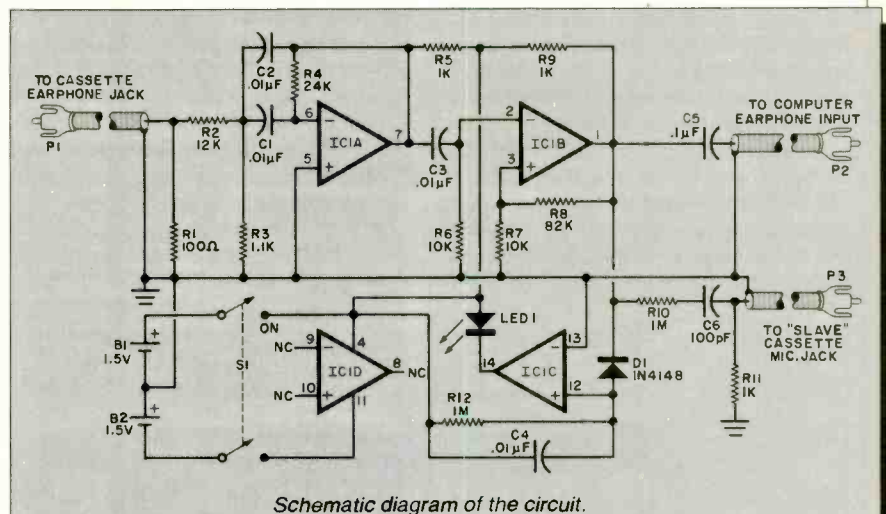 TO CASSETTE
EARPHONE JACK
P1
R2
12K
C2
.01µF
C1
.01µF
R4
24K
6
5
IC1A
7
R5
1K
C3
.01µF
R9
1K
2
3
IC1B
1
C5
.1µF
TO COMPUTER
EARPHONE INPUT
P2
R1
100Ω
R3
1.1K
R6
10K
R7
10K
R8
82K
B1
1.5V
B2
1.5V
S1
ON
NC
9
NC
10
4
IC1D
11
8
NC
LED1
14
IC1C
13
12
R12
1M
C4
.01µF
D1
1N4148
R10
1M
C6
100pF
R11
1K
P3
TO "SLAVE"
CASSETTE
MIC. JACK
Schematic diagram of the circuit.